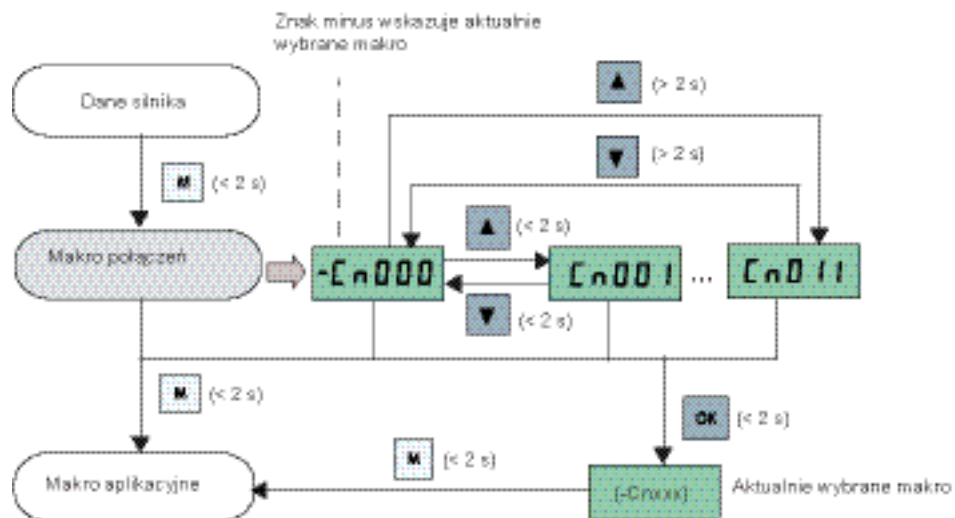 Znak minus wskazuje aktualnie
wybrane makro
Dane silnika
▲ (> 2 s)
▼ (> 2 s)
M (< 2 s)
▲ (< 2 s)
Makro połączeń
-Cn000
Cn001
...
Cn011
▼ (< 2 s)
M (< 2 s)
OK (< 2 s)
M (< 2 s)
Makro aplikacyjne
(-Cnxxx)
Aktualnie wybrane makro